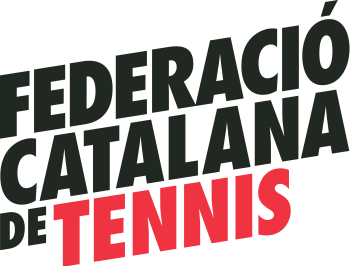 FEDERACIÓ
CATALANA
DE TENNIS